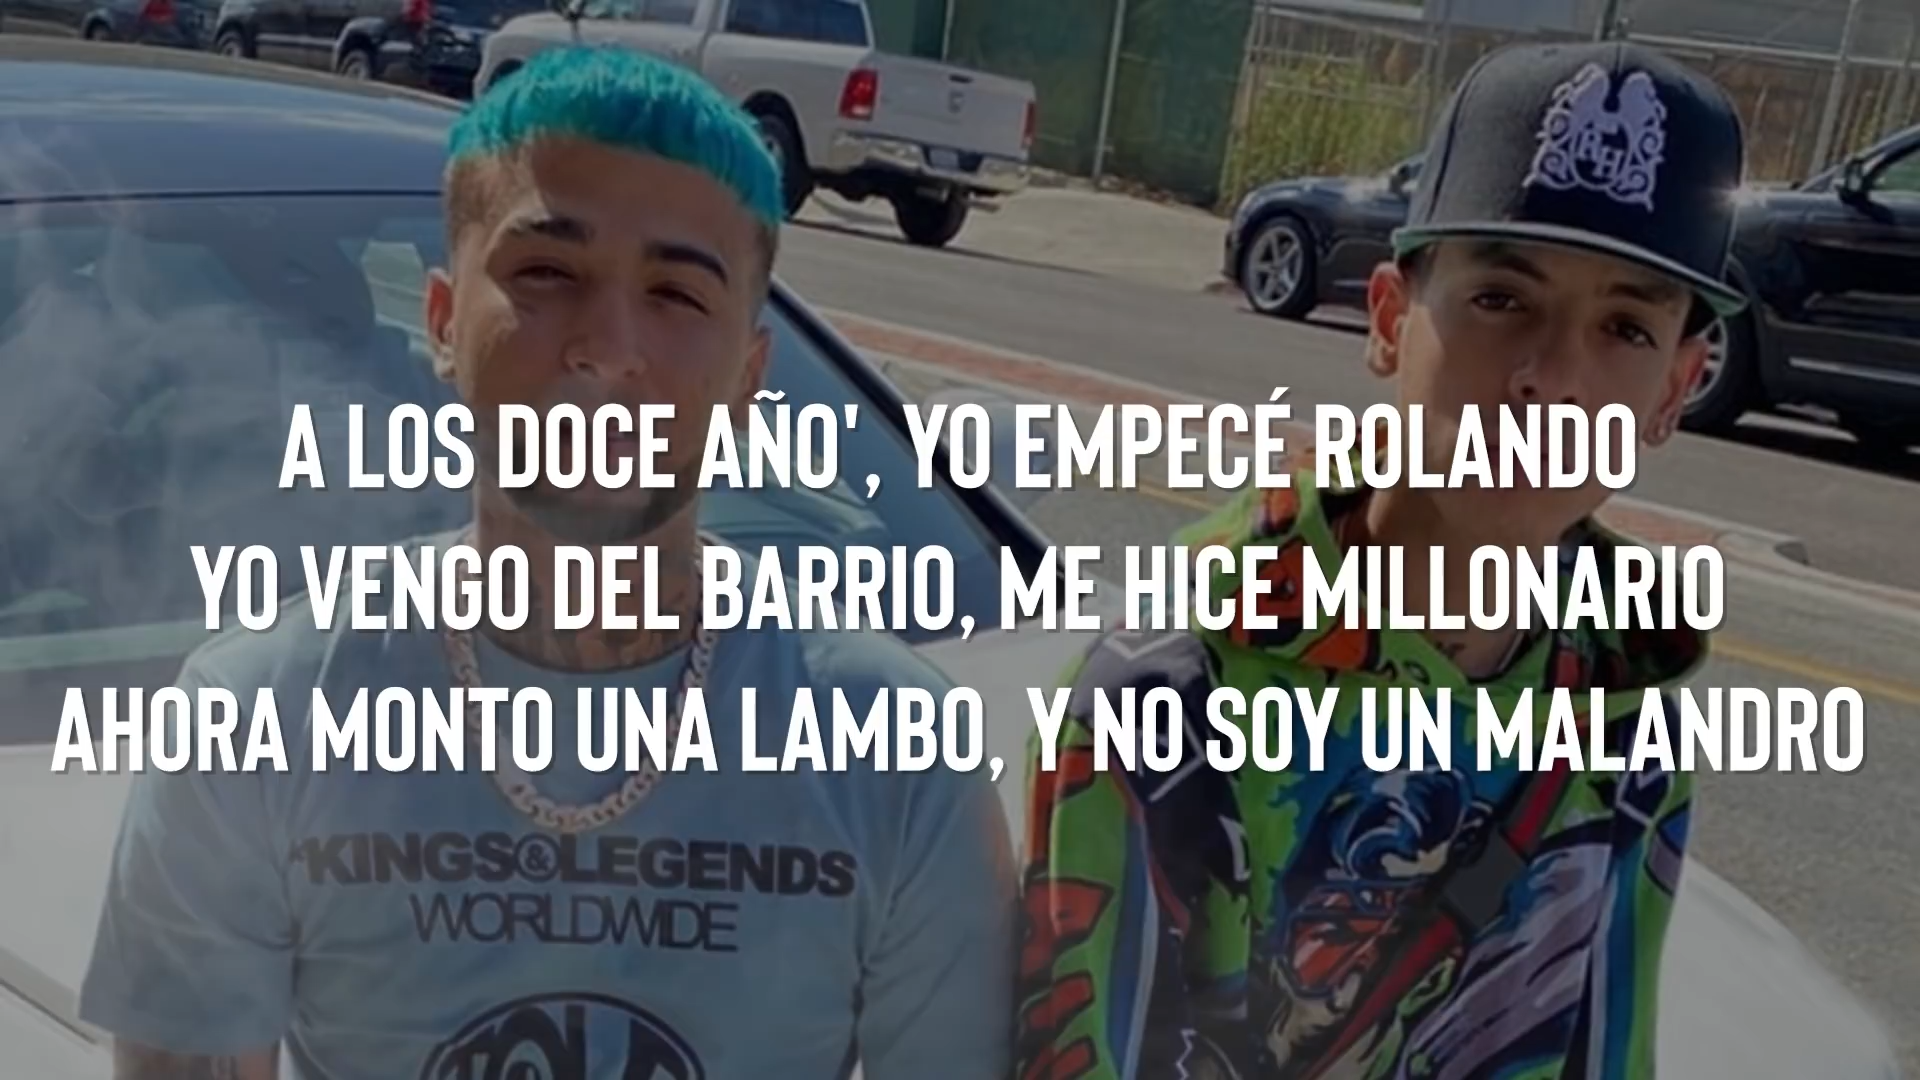 A LOS DOCE AÑO', YO EMPECÉ ROLANDO
YO VENGO DEL BARRIO, ME HICE MILLONARIO
AHORA MONTO UNA LAMBO, Y NO SOY UN MALANDRO
KINGS&LEGENDS
WORLDWIDE
RH